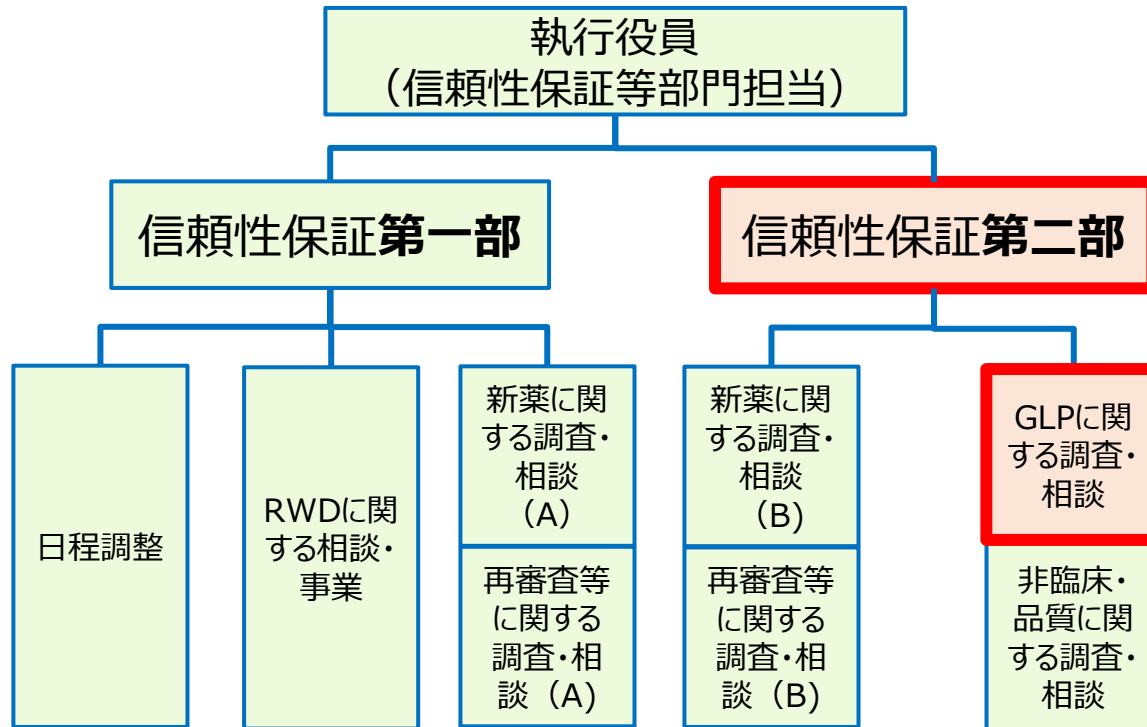 執行役員
（信頼性保証等部門担当）
信頼性保証第一部
信頼性保証第二部
日程調整
RWDに関
する相談・
事業
新薬に関
する調査・
相談
（A）
再審査等
に関する
調査・相
談（A)
新薬に関
する調査・
相談
（B)
再審査等
に関する
調査・相
談（B)
GLPに関
する調査・
相談
非臨床・
品質に関
する調査・
相談